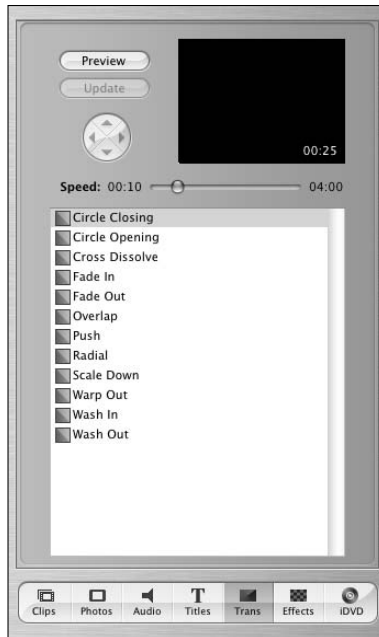 Preview
Update
00:25
Speed: 00:10 04:00
Circle Closing
Circle Opening
Cross Dissolve
Fade In
Fade Out
Overlap
Push
Radial
Scale Down
Warp Out
Wash In
Wash Out
Clips Photos Audio Titles Trans Effects iDVD